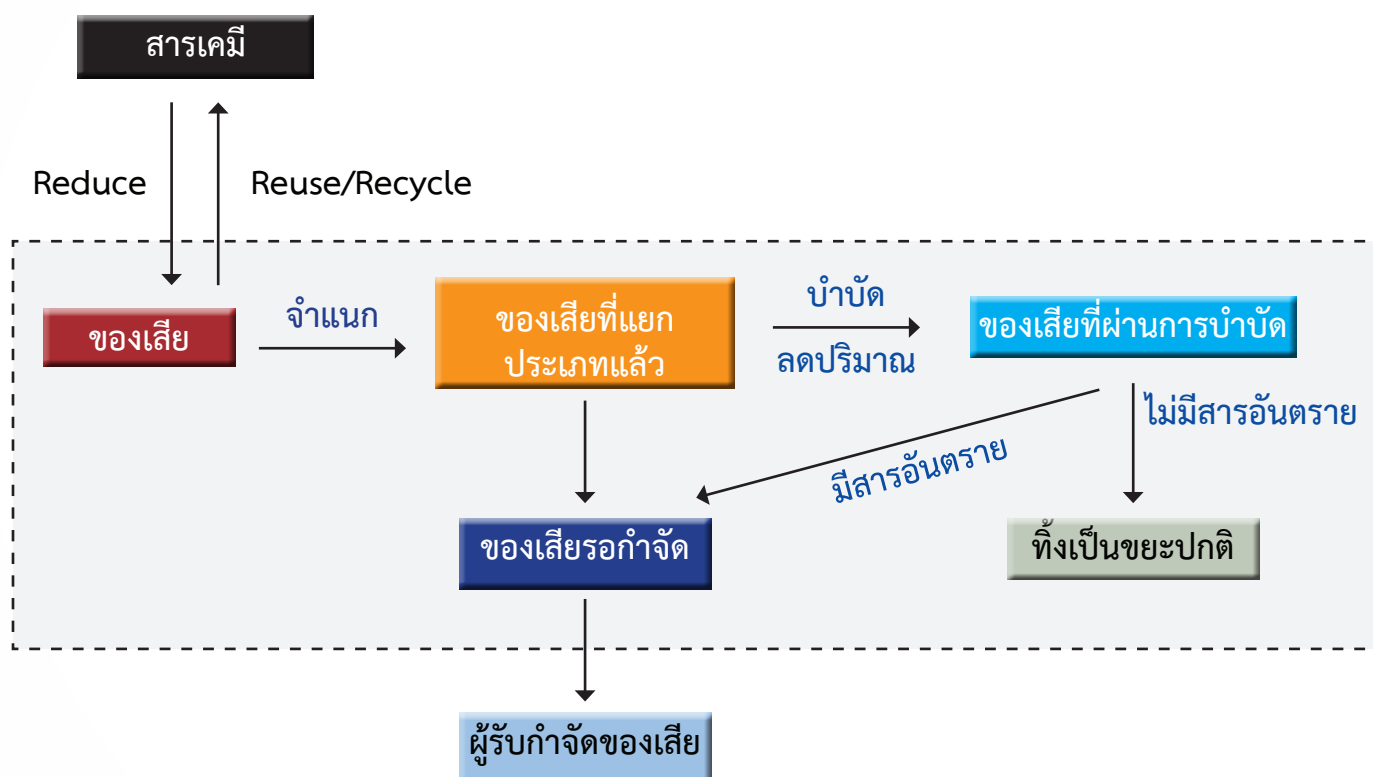 สารเคมี
Reduce
Reuse/Recycle
ของเสีย
จำแนก
ของเสียที่แยก
ประเภทแล้ว
บำบัด
ลดปริมาณ
ของเสียที่ผ่านการบำบัด
ไม่มีสารอันตราย
มีสารอันตราย
ของเสียรอกำจัด
ทิ้งเป็นขยะปกติ
ผู้รับกำจัดของเสีย